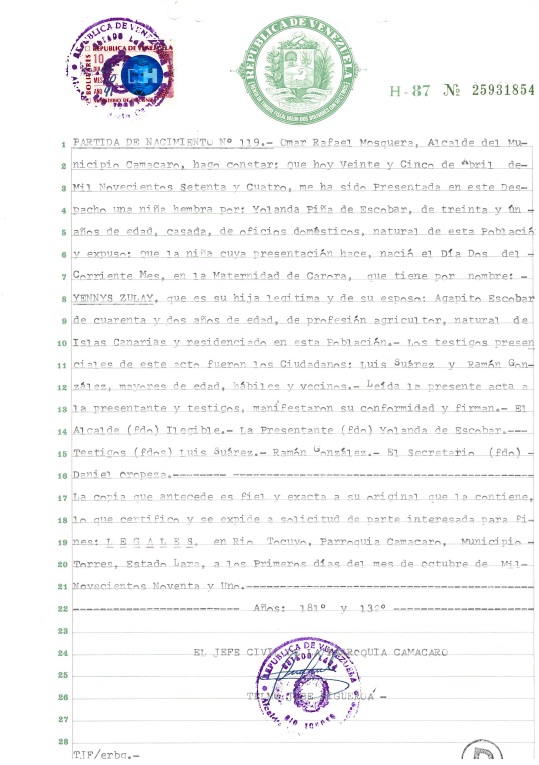 REPUBLICA DE VENEZUELA
ESTADO LARA
REPUBLICA DE VENEZUELA
BOLIVARES
10
REPUBLICA DE VENEZUELA
H-87 № 25931854
1 PARTIDA DE NACIMIENTO Nº 119.- Omar Rafael Mosquera, Alcalde del Mu-
2 nicipio Camacaro, hago constar: que hoy Veinte y Cinco de Abril de-
3 Mil Novecientos Setenta y Cuatro, me ha sido Presentada en este Des-
4 pacho una niña hembra por: Yolanda Piña de Escobar, de treinta y ún -
5 años de edad, casada, de oficios domésticos, natural de esta Població
6 y expuso: que la niña cuya presentación hace, nació el Día Dos del -
7 Corriente Mes, en la Maternidad de Carora, que tiene por nombre: -
8 YENNYS ZULAY, que es su hija legítima y de su esposo: Agapito Escobar
9 de cuarenta y dos años de edad, de profesión agricultor, natural de
10 Islas Canarias y residenciado en esta Población.- Los testigos presen
11 ciales de este acto fueron los Ciudadanos: Luis Suárez y Ramón Gon-
12 zález, mayores de edad, hábiles y vecinos.- Leída la presente acta a
13 la presentante y testigos, manifestaron su conformidad y firman.- El
14 Alcalde (fdo) Ilegible.- La Presentante (fdo) Yolanda de Escobar.---
15 Testigos (fdos) Luis Suárez.- Ramón González.- El Secretario (fdo) -
16 Daniel Oropeza.-------- ----------------------------------------
17 La copia que antecede es fiel y exacta a su original que la contiene,
18 lo que certifico y se expide a solicitud de parte interesada para fi-
19 nes: L E G A L E S, en Río Tocuyo, Parroquia Camacaro, Municipio -
20 Torres, Estado Lara, a los Primeros días del mes de octubre de Mil-
21 Novecientos Noventa y Uno.--------------------------------------
22 ----------------------- Años: 181º y 132º --------------------
23
24 EL JEFE CIVIL DE LA PARROQUIA CAMACARO
25
26 JOSE FIGUEROA -
27
28
REPUBLICA DE VENEZUELA
ESTADO LARA
RIO TOCUYO
TJF/erbq.-